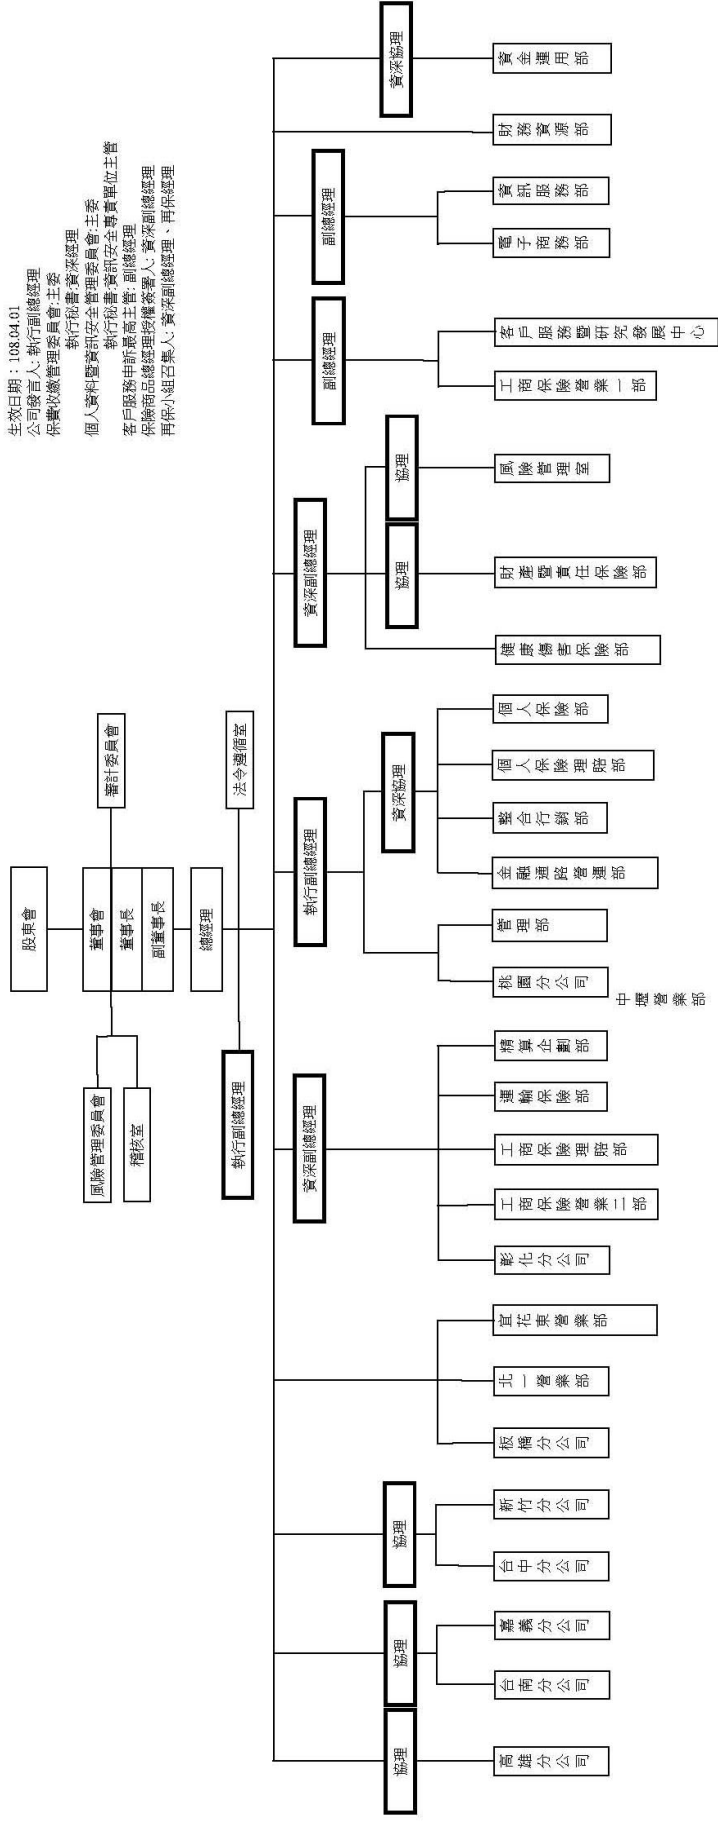 生效日期：108.04.01
公司發言人: 執行副總經理
保費收繳管理委員會:主委
執行秘書:資深經理
個人資料暨資訊安全管理委員會:主委
執行秘書:資訊安全專責單位主管
客戶服務申訴最高主管: 副總經理
保險商品總經理授權簽署人: 資深副總經理
再保小組召集人: 資深副總經理、再保經理
股東會
董事會
董事長
副董事長
風險管理委員會
稽核室
審計委員會
總經理
執行副總經理
法令遵循室
資深副總經理
執行副總經理
資深副總經理
副總經理
副總經理
協理
協理
協理
資深協理
協理
協理
資深協理
高雄分公司
台南分公司
嘉義分公司
台中分公司
新竹分公司
板橋分公司
北一營業部
宜花東營業部
彰化分公司
工商保險營業二部
工商保險理賠部
運輸保險部
精算企劃部
桃園分公司
管理部
金融通路營運部
整合行銷部
個人保險理賠部
個人保險部
健康傷害保險部
財產暨責任保險部
風險管理室
工商保險營業一部
客戶服務暨研究發展中心
電子商務部
資訊服務部
財務資源部
資金運用部
中壢營業部